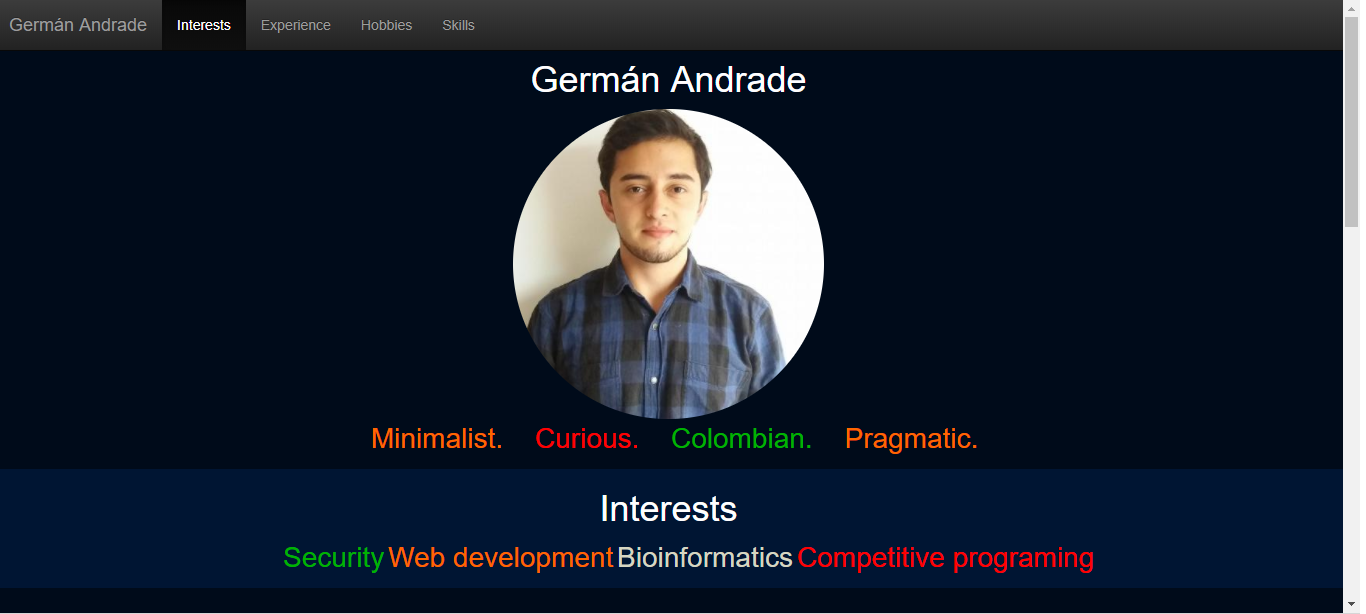 Germán Andrade Interests Experience Hobbies Skills
Germán Andrade
Minimalist. Curious. Colombian. Pragmatic.
Interests
Security Web development Bioinformatics Competitive programing